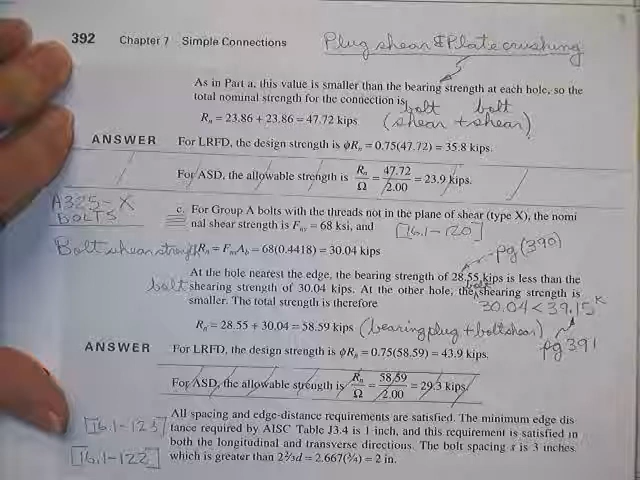 392 Chapter 7 Simple Connections Plug shear & Plate crushing
As in Part a, this value is smaller than the bearing strength at each hole, so the
total nominal strength for the connection is
bolt bolt
Rn = 23.86 + 23.86 = 47.72 kips (shear + shear)
ANSWER For LRFD, the design strength is ϕRn = 0.75(47.72) = 35.8 kips.
For ASD, the allowable strength is Rn/Ω = 47.72/2.00 = 23.9 kips.
A325-X
BOLTS
c. For Group A bolts with the threads not in the plane of shear (type X), the nomi
nal shear strength is Fnv = 68 ksi, and [16.1-120]
Bolt shear strength Rn = FnvAb = 68(0.4418) = 30.04 kips
pg (390)
At the hole nearest the edge, the bearing strength of 28.55 kips is less than the
bolt shearing strength of 30.04 kips. At the other hole, the bolt shearing strength is
smaller. The total strength is therefore 30.04 < 39.15 K
Rn = 28.55 + 30.04 = 58.59 kips (bearing plug + bolt shear)
pg 391
ANSWER For LRFD, the design strength is ϕRn = 0.75(58.59) = 43.9 kips.
For ASD, the allowable strength is Rn/Ω = 58.59/2.00 = 29.3 kips
All spacing and edge-distance requirements are satisfied. The minimum edge dis
[16.1-123] tance required by AISC Table J3.4 is 1 inch, and this requirement is satisfied in
both the longitudinal and transverse directions. The bolt spacing s is 3 inches,
[16.1-122] which is greater than 2⅔d = 2.667(¾) = 2 in.